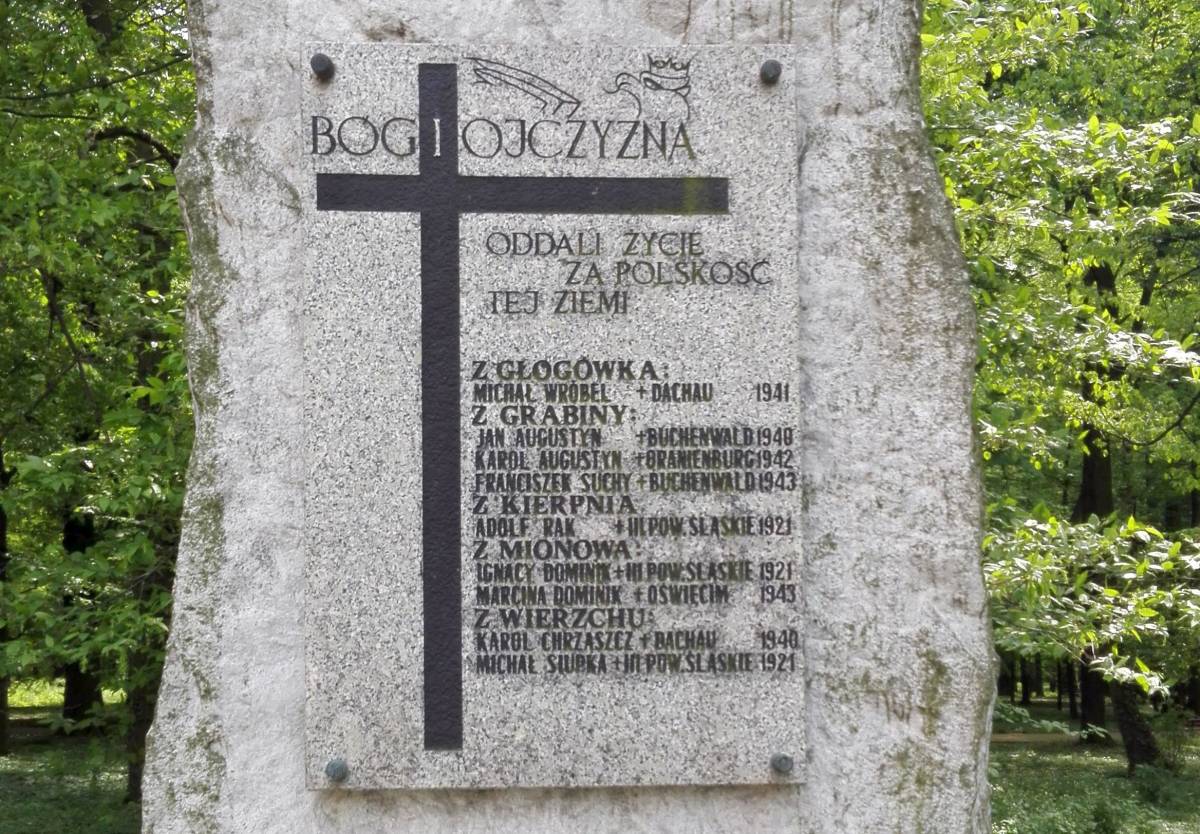 BÓG I OJCZYZNA
ODDALI ŻYCIE
ZA POLSKOŚĆ
TEJ ZIEMI
Z GŁOGÓWKA:
MICHAŁ WRÓBEL + DACHAU 1941
Z GRABINY:
JAN AUGUSTYN +BUCHENWALD 1940
KAROL AUGUSTYN +ORANIENBURG 1942
FRANCISZEK SUCHY +BUCHENWALD 1943
Z KIERPNIA
ADOLF RAK +III POW.ŚLĄSKIE 1921
Z MIONOWA:
IGNACY DOMINIK +III POW.ŚLĄSKIE 1921
MARCINA DOMINIK +OŚWIĘCIM 1943
Z WIERZCHU:
KAROL CHRZĄSZCZ +DACHAU 1940
MICHAŁ SŁUPKA +III POW.ŚLĄSKIE 1921